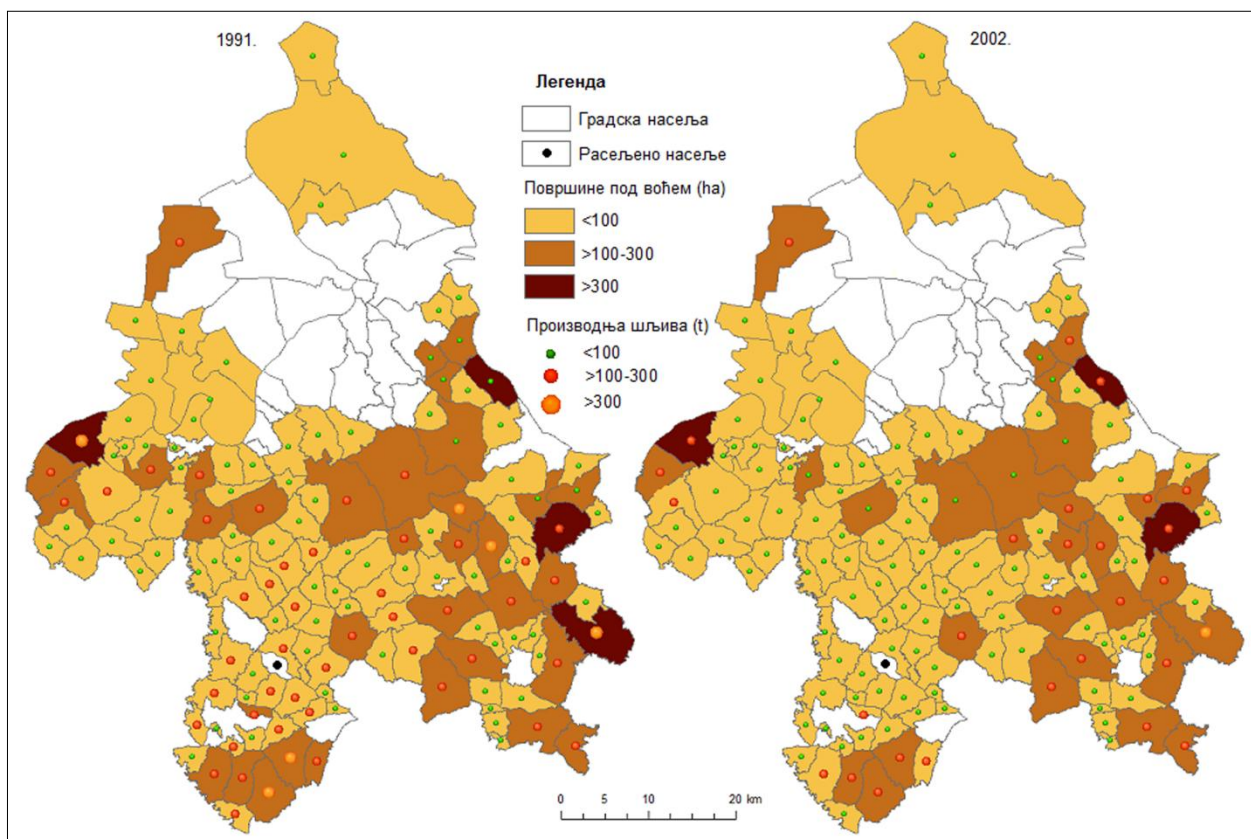 1991.
2002.
Легенда
Градска насеља
Расељено насеље
Површине под воћем (ha)
<100
>100-300
>300
Производња шљива (t)
<100
>100-300
>300
0 5 10 20 km